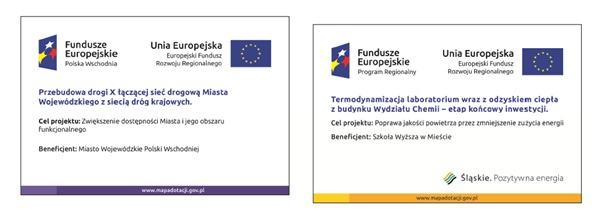 Fundusze
Europejskie
Polska Wschodnia
Unia Europejska
Europejski Fundusz
Rozwoju Regionalnego
Przebudowa drogi X łączącej sieć drogową Miasta
Wojewódzkiego z siecią dróg krajowych.
Cel projektu: Zwiększenie dostępności Miasta i jego obszaru
funkcjonalnego
Beneficjent: Miasto Wojewódzkie Polski Wschodniej
www.mapadotacji.gov.pl
Fundusze
Europejskie
Program Regionalny
Unia Europejska
Europejski Fundusz
Rozwoju Regionalnego
Termodynamizacja laboratorium wraz z odzyskiem ciepła
z budynku Wydziału Chemii – etap końcowy inwestycji.
Cel projektu: Poprawa jakości powietrza przez zmniejszenie zużycia energii
Beneficjent: Szkoła Wyższa w Mieście
Śląskie. Pozytywna energia
www.mapadotacji.gov.pl